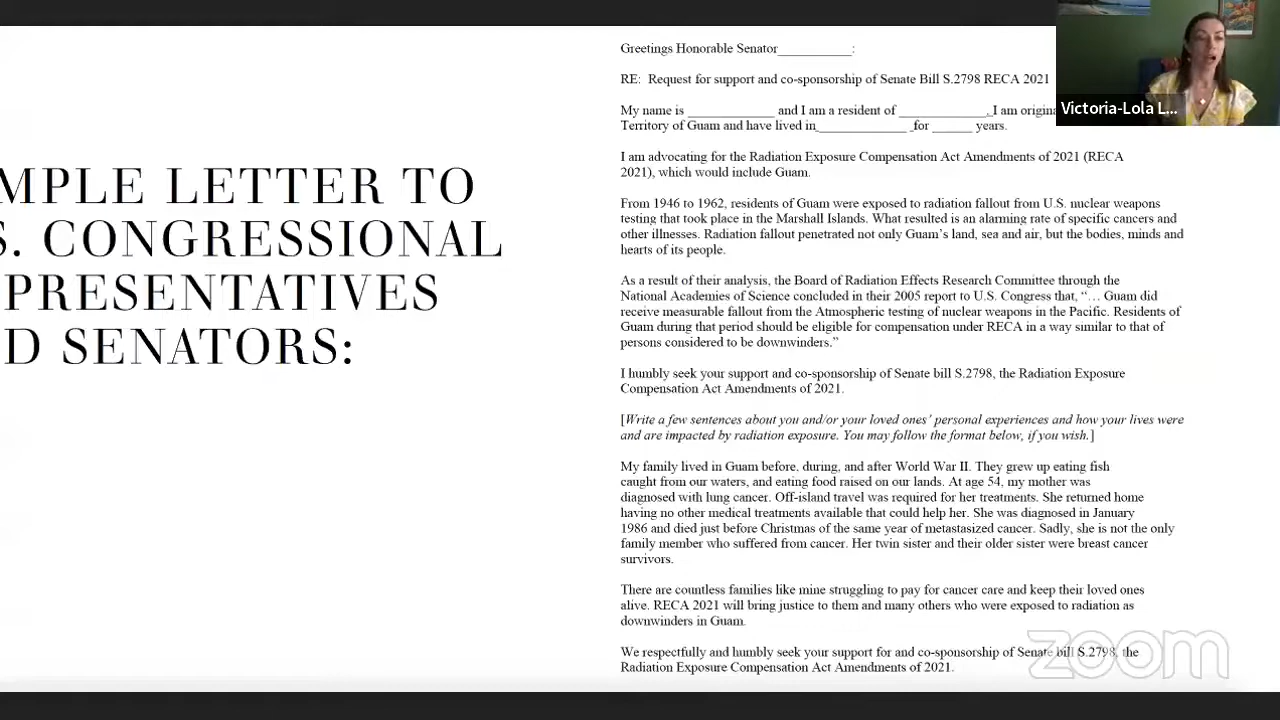 MPLE LETTER TO
S. CONGRESSIONAL
PRESENTATIVES
D SENATORS:
Greetings Honorable Senator___________:
RE: Request for support and co-sponsorship of Senate Bill S.2798 RECA 2021
My name is _____________ and I am a resident of _____________. I am origina
Territory of Guam and have lived in_____________ for ______ years.
I am advocating for the Radiation Exposure Compensation Act Amendments of 2021 (RECA
2021), which would include Guam.
From 1946 to 1962, residents of Guam were exposed to radiation fallout from U.S. nuclear weapons
testing that took place in the Marshall Islands. What resulted is an alarming rate of specific cancers and
other illnesses. Radiation fallout penetrated not only Guam's land, sea and air, but the bodies, minds and
hearts of its people.
As a result of their analysis, the Board of Radiation Effects Research Committee through the
National Academies of Science concluded in their 2005 report to U.S. Congress that, "… Guam did
receive measurable fallout from the Atmospheric testing of nuclear weapons in the Pacific. Residents of
Guam during that period should be eligible for compensation under RECA in a way similar to that of
persons considered to be downwinders."
I humbly seek your support and co-sponsorship of Senate bill S.2798, the Radiation Exposure
Compensation Act Amendments of 2021.
[Write a few sentences about you and/or your loved ones' personal experiences and how your lives were
and are impacted by radiation exposure. You may follow the format below, if you wish.]
My family lived in Guam before, during, and after World War II. They grew up eating fish
caught from our waters, and eating food raised on our lands. At age 54, my mother was
diagnosed with lung cancer. Off-island travel was required for her treatments. She returned home
having no other medical treatments available that could help her. She was diagnosed in January
1986 and died just before Christmas of the same year of metastasized cancer. Sadly, she is not the only
family member who suffered from cancer. Her twin sister and their older sister were breast cancer
survivors.
There are countless families like mine struggling to pay for cancer care and keep their loved ones
alive. RECA 2021 will bring justice to them and many others who were exposed to radiation as
downwinders in Guam.
We respectfully and humbly seek your support for and co-sponsorship of Senate bill S.2798, the
Radiation Exposure Compensation Act Amendments of 2021.
Victoria-Lola L...
zoom